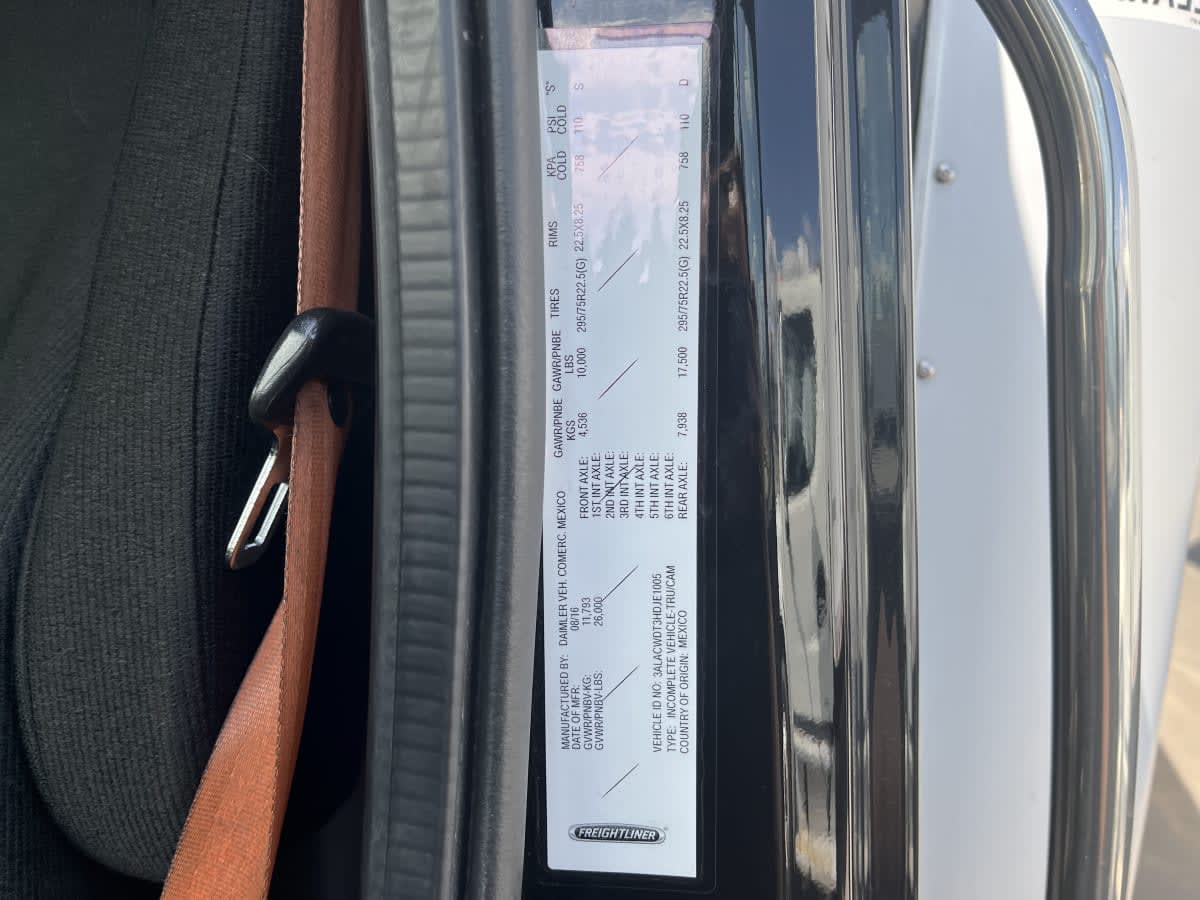 MANUFACTURED BY: DAIMLER VEH. COMERC. MEXICO
DATE OF MFR: 08/16
GVWR/PNBV-KG: 11,793
GVWR/PNBV-LBS: 26,000
VEHICLE ID NO: 3ALACWDT3HDJE1005
TYPE: INCOMPLETE VEHICLE-TRU/CAM
COUNTRY OF ORIGIN: MEXICO
GAWR/PNBE KGS GAWR/PNBE LBS TIRES RIMS KPA COLD PSI COLD "S"
FRONT AXLE: 4,536 10,000 295/75R22.5(G) 22.5X8.25 758 110 S
1ST INT AXLE:
2ND INT AXLE:
3RD INT AXLE:
4TH INT AXLE:
5TH INT AXLE:
6TH INT AXLE:
REAR AXLE: 7,938 17,500 295/75R22.5(G) 22.5X8.25 758 110 D
FREIGHTLINER